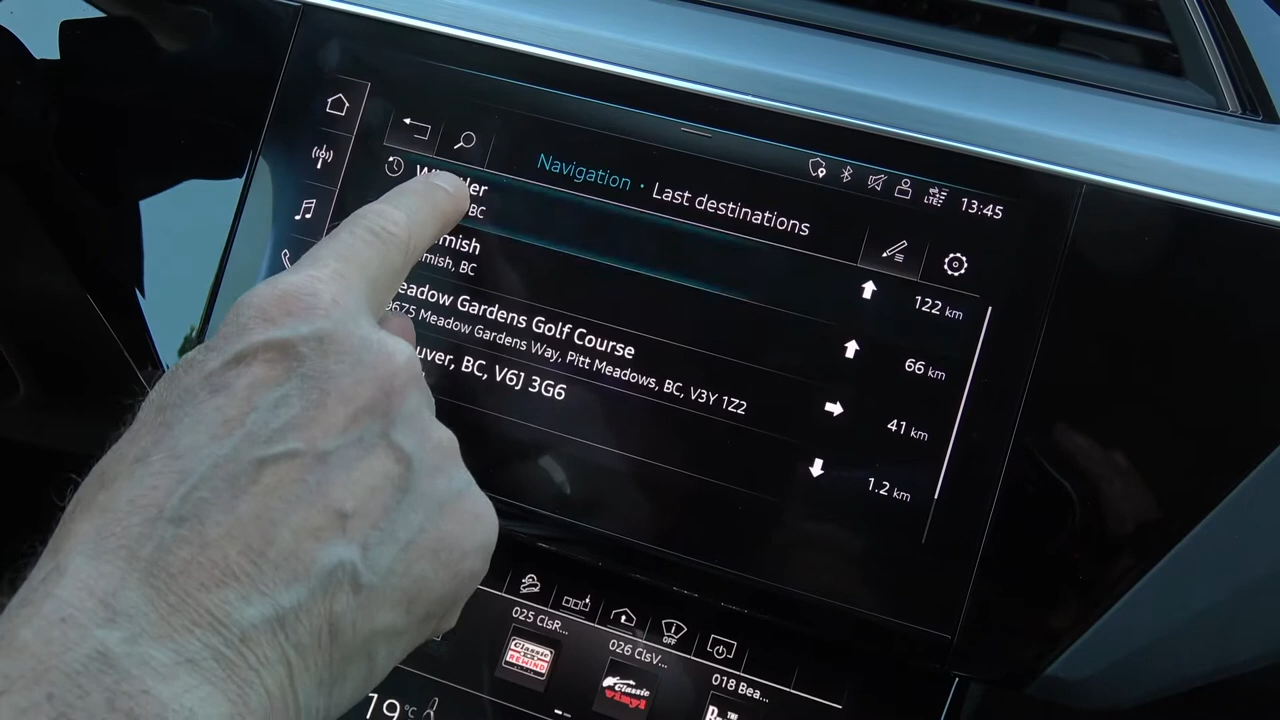 Navigation · Last destinations
LTE 13:45
BC
122 km
mish
mish, BC
66 km
eadow Gardens Golf Course
9675 Meadow Gardens Way, Pitt Meadows, BC, V3Y 1Z2
41 km
uver, BC, V6J 3G6
1.2 km
OFF
025 ClsR...
026 ClsV...
018 Bea...
Classic
REWIND
Classic
vinyl
THE
19 °C